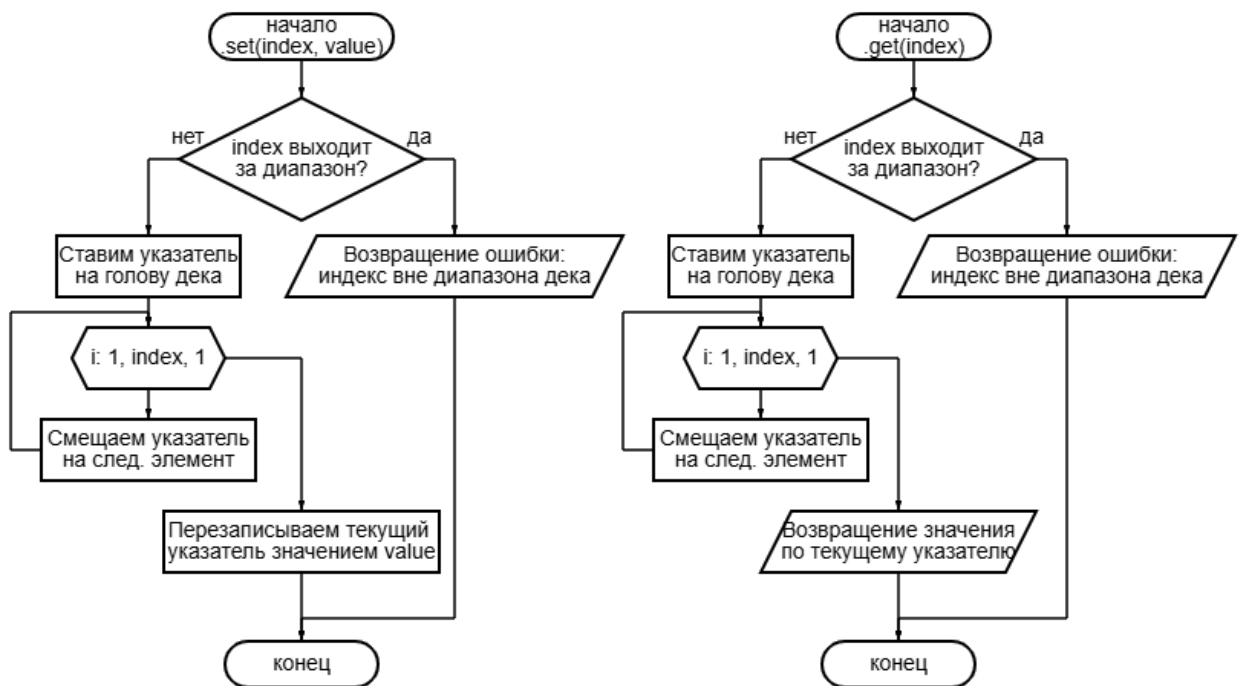 начало
.set(index, value)
нет
да
index выходит
за диапазон?
Ставим указатель
на голову дека
Возвращение ошибки:
индекс вне диапазона дека
i: 1, index, 1
Смещаем указатель
на след. элемент
Перезаписываем текущий
указатель значением value
конец
начало
.get(index)
нет
да
index выходит
за диапазон?
Ставим указатель
на голову дека
Возвращение ошибки:
индекс вне диапазона дека
i: 1, index, 1
Смещаем указатель
на след. элемент
Возвращение значения
по текущему указателю
конец